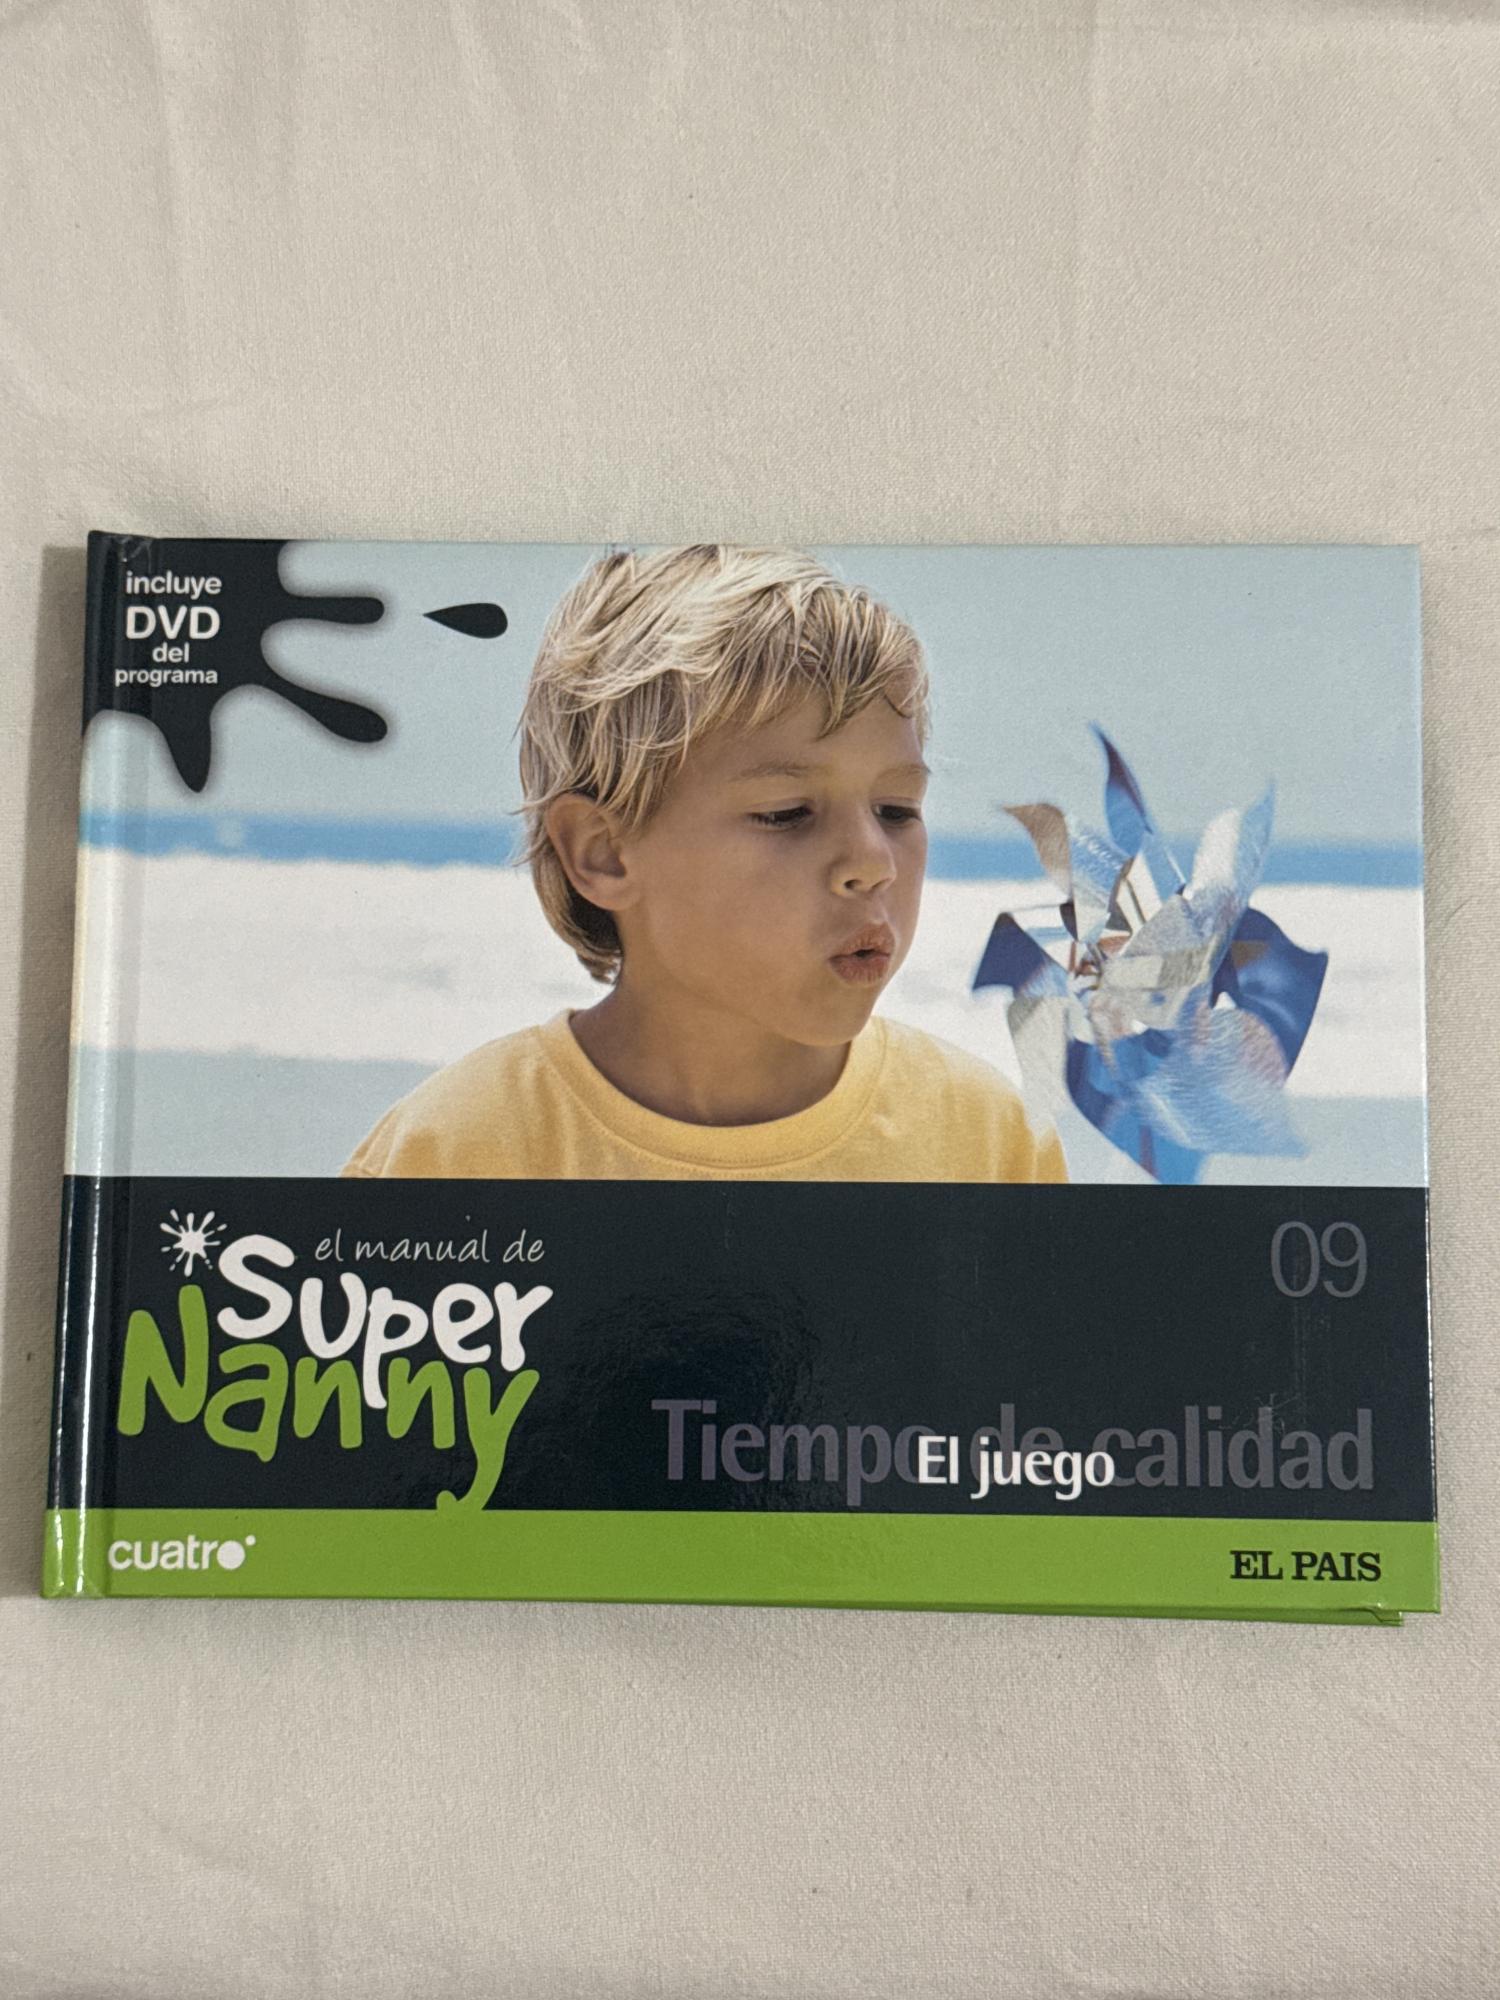 incluye
DVD
del
programa
el manual de
Super
Nanny
09
Tiempo de calidad
El juego
cuatro
EL PAIS